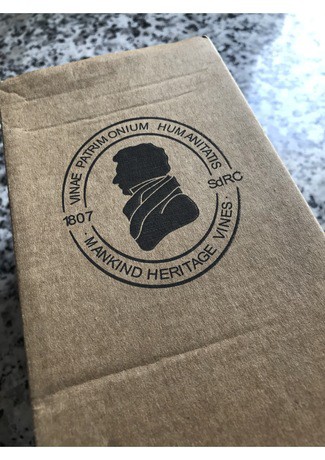 VINAE PATRIMONIUM HUMANITATIS
1807
SdRC
· MANKIND HERITAGE VINES ·